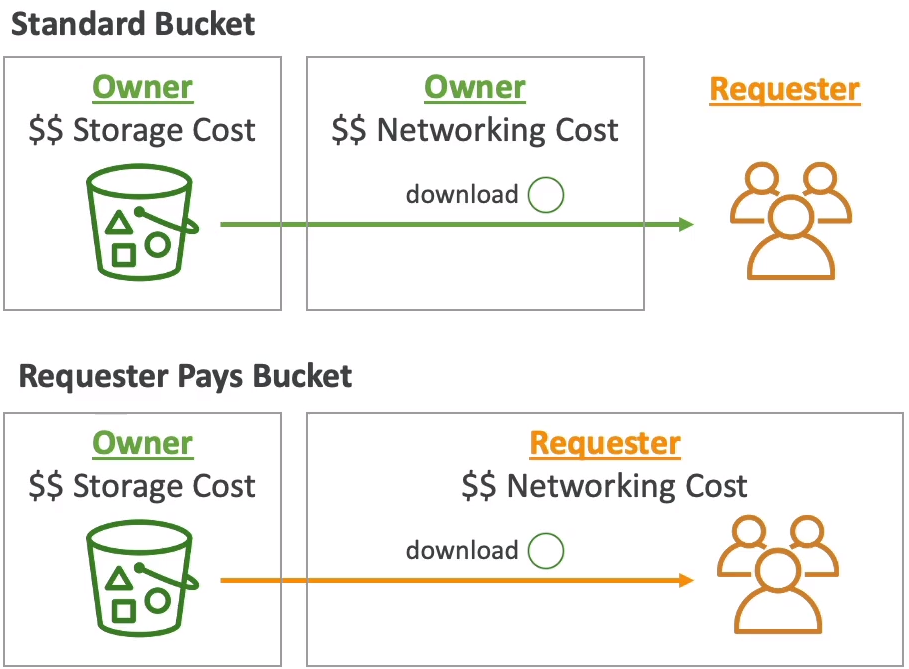 Standard Bucket
Owner
$$ Storage Cost
Owner
$$ Networking Cost
download
Requester
Requester Pays Bucket
Owner
$$ Storage Cost
Requester
$$ Networking Cost
download